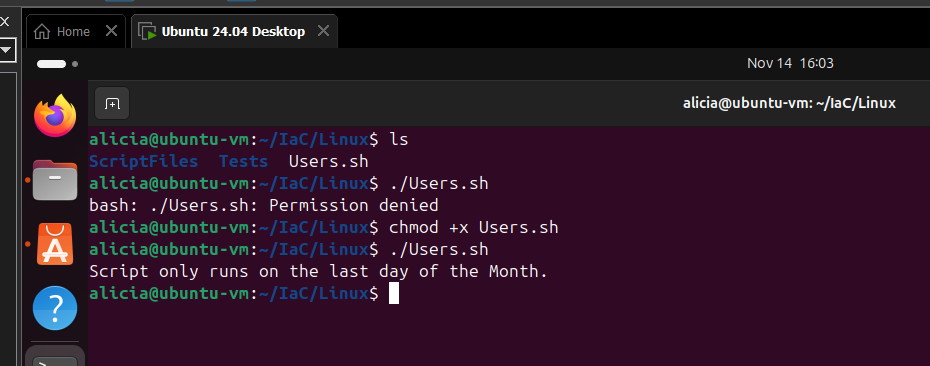 X
Home
Ubuntu 24.04 Desktop
Nov 14 16:03
alicia@ubuntu-vm: ~/IaC/Linux
alicia@ubuntu-vm:~/IaC/Linux$ ls
ScriptFiles Tests Users.sh
alicia@ubuntu-vm:~/IaC/Linux$ ./Users.sh
bash: ./Users.sh: Permission denied
alicia@ubuntu-vm:~/IaC/Linux$ chmod +x Users.sh
alicia@ubuntu-vm:~/IaC/Linux$ ./Users.sh
Script only runs on the last day of the Month.
alicia@ubuntu-vm:~/IaC/Linux$